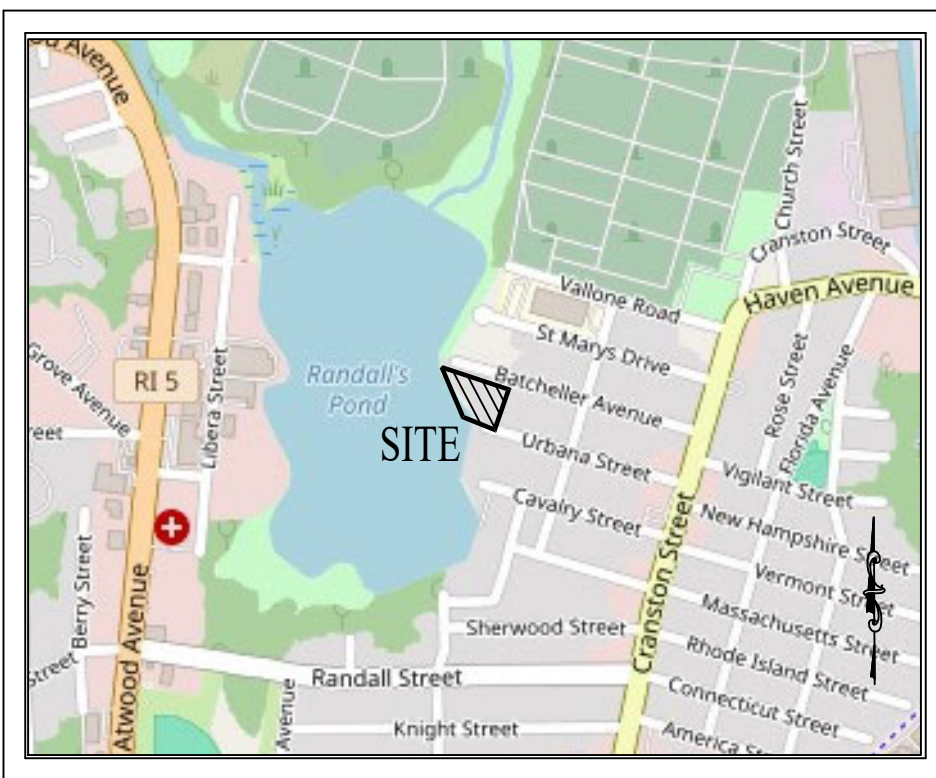 Avenue
Church Street
Cranston Street
Vallone Road
Haven Avenue
St Marys Drive
Grove Avenue
RI 5
Randall's
Pond
Batcheller Avenue
Rose Street
Florida Avenue
Libera Street
reet
SITE
Urbana Street
Vigilant Street
Cavalry Street
New Hampshire Street
Berry Street
Atwood Avenue
Cranston Street
Vermont Street
Massachusetts Street
Sherwood Street
Rhode Island Street
Street
Randall Street
Connecticut Street
Avenue
Knight Street
America St